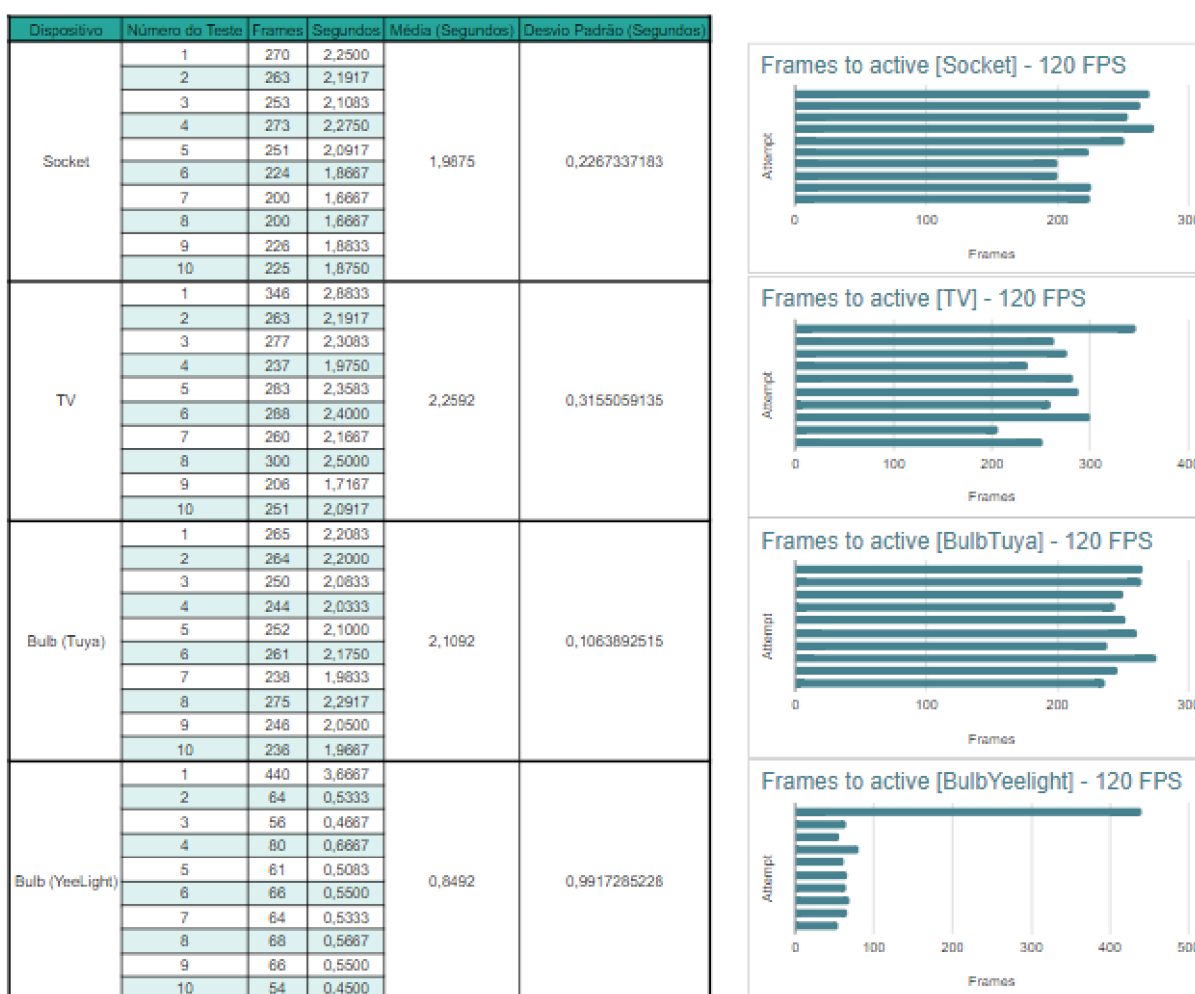 Dispositivo Número do Teste Frames Segundos Média (Segundos) Desvio Padrão (Segundos)
Socket 1,9875 0,2267337183
1 270 2,2500
2 263 2,1917
3 253 2,1083
4 273 2,2750
5 251 2,0917
6 224 1,8667
7 200 1,6667
8 200 1,6667
9 226 1,8833
10 225 1,8750
TV 2,2592 0,3155059135
1 346 2,8833
2 263 2,1917
3 277 2,3083
4 237 1,9750
5 283 2,3583
6 288 2,4000
7 260 2,1667
8 300 2,5000
9 206 1,7167
10 251 2,0917
Bulb (Tuya) 2,1092 0,1063892515
1 265 2,2083
2 264 2,2000
3 250 2,0833
4 244 2,0333
5 252 2,1000
6 261 2,1750
7 238 1,9833
8 275 2,2917
9 246 2,0500
10 236 1,9667
Bulb (YeeLight) 0,8492 0,9917285228
1 440 3,6667
2 64 0,5333
3 56 0,4667
4 80 0,6667
5 61 0,5083
6 66 0,5500
7 64 0,5333
8 68 0,5667
9 66 0,5500
10 54 0,4500
Frames to active [Socket] - 120 FPS
Attempt
0 100 200 300
Frames
Frames to active [TV] - 120 FPS
Attempt
0 100 200 300 400
Frames
Frames to active [BulbTuya] - 120 FPS
Attempt
0 100 200 300
Frames
Frames to active [BulbYeelight] - 120 FPS
Attempt
0 100 200 300 400 500
Frames